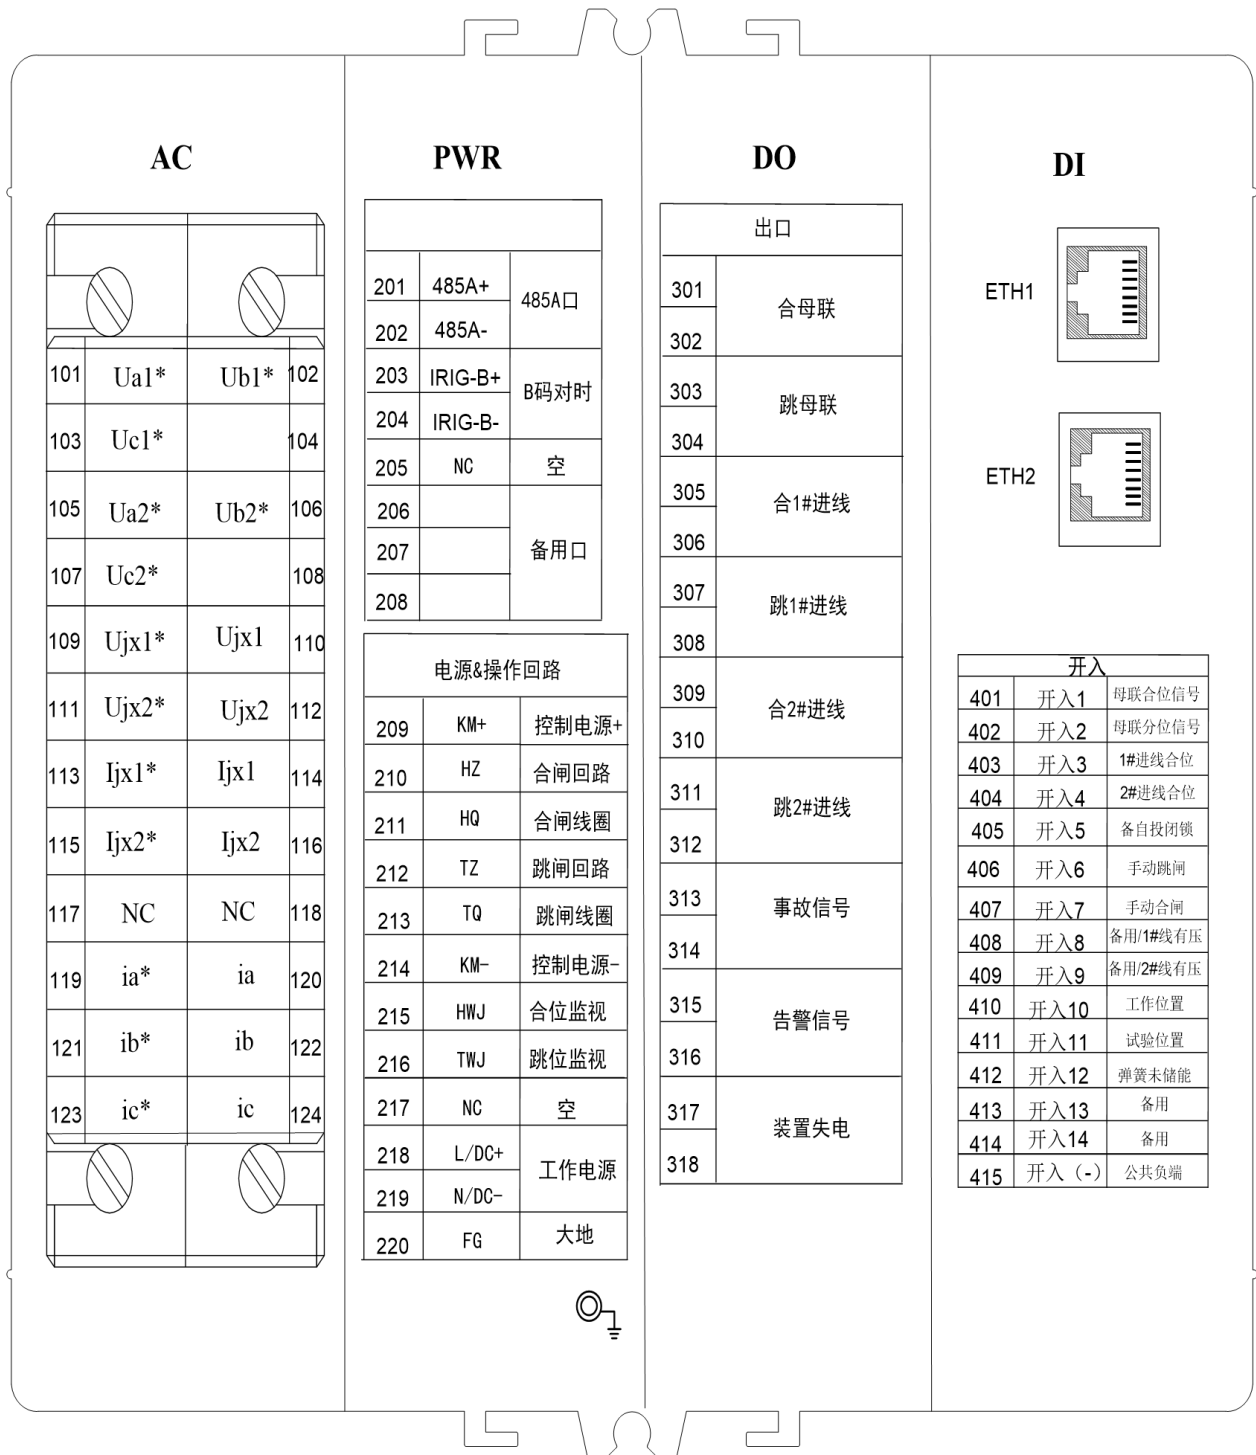 AC
101 Ua1* Ub1* 102
103 Uc1* 104
105 Ua2* Ub2* 106
107 Uc2* 108
109 Ujx1* Ujx1 110
111 Ujx2* Ujx2 112
113 Ijx1* Ijx1 114
115 Ijx2* Ijx2 116
117 NC NC 118
119 ia* ia 120
121 ib* ib 122
123 ic* ic 124
PWR
201 485A+ 485A口
202 485A-
203 IRIG-B+ B码对时
204 IRIG-B-
205 NC 空
206
207 备用口
208
电源&操作回路
209 KM+ 控制电源+
210 HZ 合闸回路
211 HQ 合闸线圈
212 TZ 跳闸回路
213 TQ 跳闸线圈
214 KM- 控制电源-
215 HWJ 合位监视
216 TWJ 跳位监视
217 NC 空
218 L/DC+ 工作电源
219 N/DC-
220 FG 大地
DO
出口
301 合母联
302
303 跳母联
304
305 合1#进线
306
307 跳1#进线
308
309 合2#进线
310
311 跳2#进线
312
313 事故信号
314
315 告警信号
316
317 装置失电
318
DI
ETH1
ETH2
开入
401 开入1 母联合位信号
402 开入2 母联分位信号
403 开入3 1#进线合位
404 开入4 2#进线合位
405 开入5 备自投闭锁
406 开入6 手动跳闸
407 开入7 手动合闸
408 开入8 备用/1#线有压
409 开入9 备用/2#线有压
410 开入10 工作位置
411 开入11 试验位置
412 开入12 弹簧未储能
413 开入13 备用
414 开入14 备用
415 开入（-） 公共负端